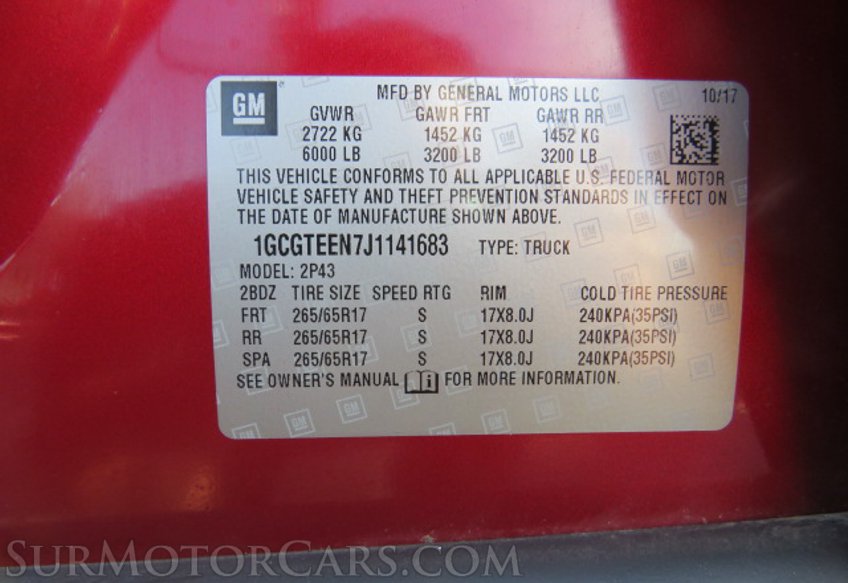 GM
MFD BY GENERAL MOTORS LLC 10/17
GVWR GAWR FRT GAWR RR
2722 KG 1452 KG 1452 KG
6000 LB 3200 LB 3200 LB
THIS VEHICLE CONFORMS TO ALL APPLICABLE U.S. FEDERAL MOTOR
VEHICLE SAFETY AND THEFT PREVENTION STANDARDS IN EFFECT ON
THE DATE OF MANUFACTURE SHOWN ABOVE.
1GCGTEEN7J1141683 TYPE: TRUCK
MODEL: 2P43
2BDZ TIRE SIZE SPEED RTG RIM COLD TIRE PRESSURE
FRT 265/65R17 S 17X8.0J 240KPA(35PSI)
RR 265/65R17 S 17X8.0J 240KPA(35PSI)
SPA 265/65R17 S 17X8.0J 240KPA(35PSI)
SEE OWNER'S MANUAL FOR MORE INFORMATION.
SURMOTORCARS.COM